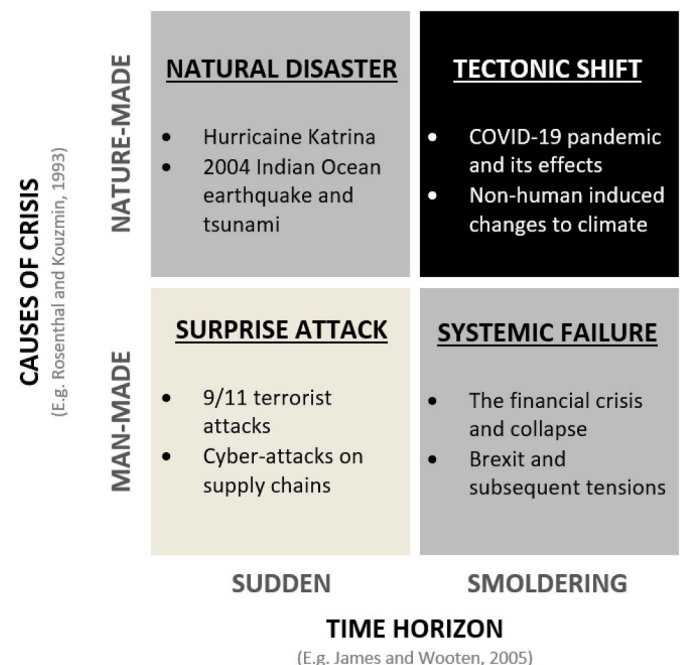 CAUSES OF CRISIS
(E.g. Rosenthal and Kouzmin, 1993)
NATURE-MADE
NATURAL DISASTER
• Hurricaine Katrina
• 2004 Indian Ocean
earthquake and
tsunami
TECTONIC SHIFT
• COVID-19 pandemic
and its effects
• Non-human induced
changes to climate
MAN-MADE
SURPRISE ATTACK
• 9/11 terrorist
attacks
• Cyber-attacks on
supply chains
SYSTEMIC FAILURE
• The financial crisis
and collapse
• Brexit and
subsequent tensions
SUDDEN
SMOLDERING
TIME HORIZON
(E.g. James and Wooten, 2005)